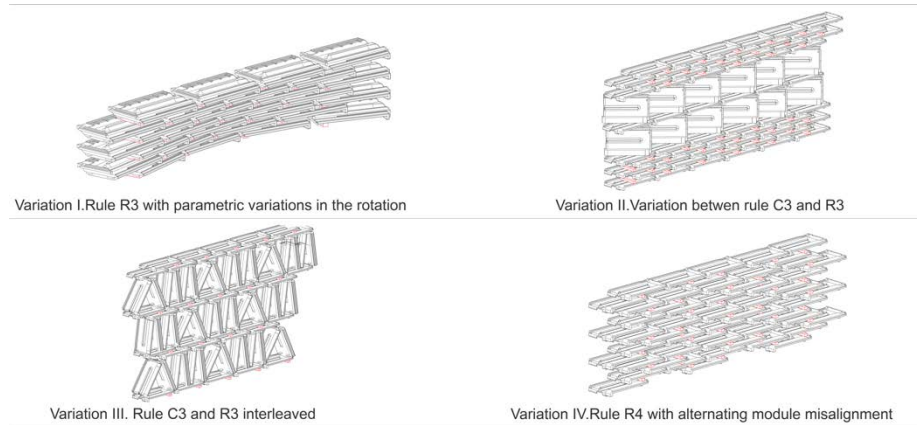 Variation I.Rule R3 with parametric variations in the rotation
Variation II.Variation betwen rule C3 and R3
Variation III. Rule C3 and R3 interleaved
Variation IV.Rule R4 with alternating module misalignment